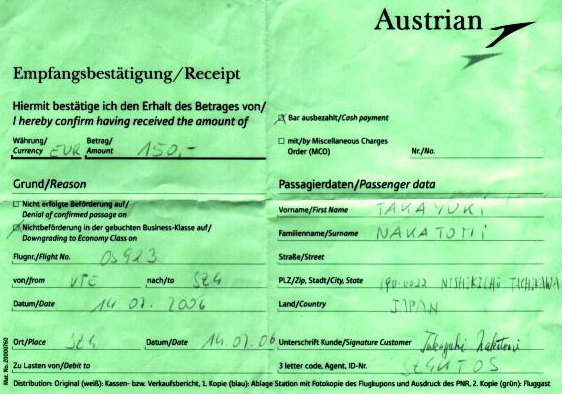 Austrian
Empfangsbestätigung/Receipt
Hiermit bestätige ich den Erhalt des Betrages von/
I hereby confirm having received the amount of
Währung/ Currency EUR Betrag/ Amount 150,-
Bar ausbezahlt/Cash payment
mit/by Miscellaneous Charges
Order (MCO) Nr./No.
Grund/Reason
Nicht erfolgte Beförderung auf/
Denial of confirmed passage on
Nichtbeförderung in der gebuchten Business-Klasse auf/
Downgrading to Economy Class on
Flugnr./Flight No. OS923
von/from VIE nach/to SZG
Datum/Date 14.07.2006
Ort/Place SZG Datum/Date 14.07.06
Zu Lasten von/Debit to
Passagierdaten/Passenger data
Vorname/First Name TAKAYUKI
Familienname/Surname NAKATOMI
Straße/Street
PLZ/Zip, Stadt/City, State 190-0022 NISHIKICHO TACHIKAWA
Land/Country JAPAN
Unterschrift Kunde/Signature Customer Takayuki Nakatomi
3 letter code, Agent, ID-Nr.
Mat. No. 20000760
Distribution: Original (weiß): Kassen- bzw. Verkaufsbericht, 1. Kopie (blau): Ablage Station mit Fotokopie des Flugkupons und Ausdruck des PNR, 2. Kopie (grün): Fluggast